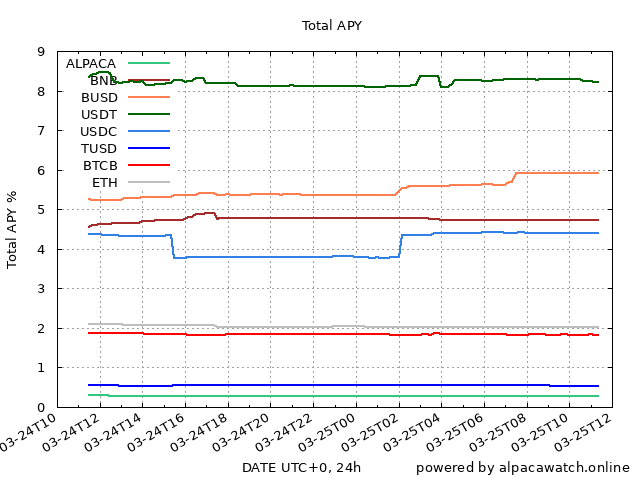 Total APY
Total APY %
9
8
7
6
5
4
3
2
1
0
ALPACA
BNB
BUSD
USDT
USDC
TUSD
BTCB
ETH
03-24T10
03-24T12
03-24T14
03-24T16
03-24T18
03-24T20
03-24T22
03-25T00
03-25T02
03-25T04
03-25T06
03-25T08
03-25T10
03-25T12
DATE UTC+0, 24h
powered by alpacawatch.online